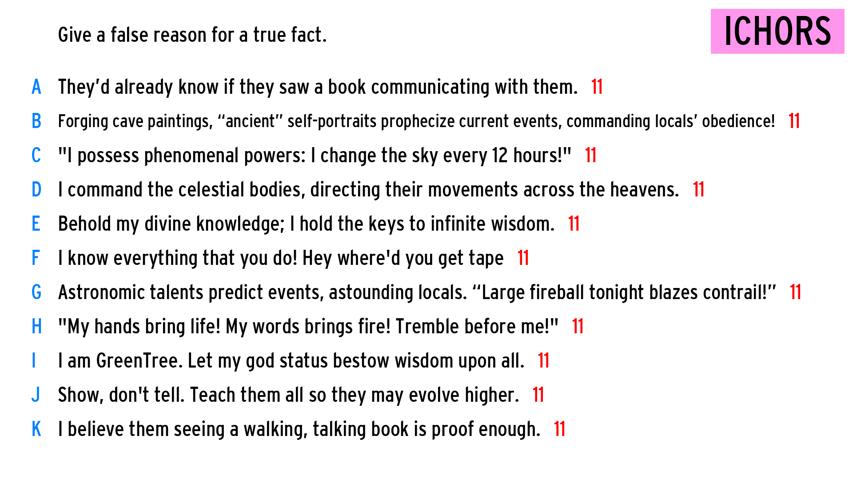 Give a false reason for a true fact.
ICHORS
A They'd already know if they saw a book communicating with them. 11
B Forging cave paintings, “ancient” self-portraits prophecize current events, commanding locals’ obedience! 11
C "I possess phenomenal powers: I change the sky every 12 hours!" 11
D I command the celestial bodies, directing their movements across the heavens. 11
E Behold my divine knowledge; I hold the keys to infinite wisdom. 11
F I know everything that you do! Hey where'd you get tape 11
G Astronomic talents predict events, astounding locals. “Large fireball tonight blazes contrail!” 11
H "My hands bring life! My words brings fire! Tremble before me!" 11
I I am GreenTree. Let my god status bestow wisdom upon all. 11
J Show, don't tell. Teach them all so they may evolve higher. 11
K I believe them seeing a walking, talking book is proof enough. 11